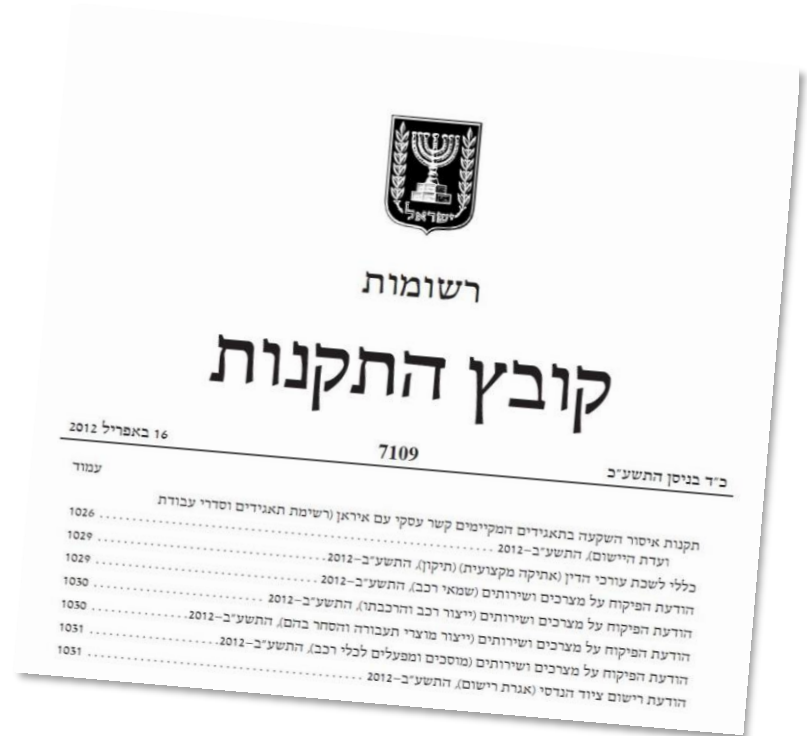 ישראל
רשומות
קובץ התקנות
כ״ד בניסן התשע״כ 7109 16 באפריל 2012
עמוד
תקנות איסור השקעה בתאגידים המקיימים קשר עסקי עם איראן (רשימת תאגידים וסדרי עבודת
ועדת היישום), התשע״ב–2012 1026
כללי לשכת עורכי הדין (אתיקה מקצועית) (תיקון), התשע״ב–2012 1029
הודעת הפיקוח על מצרכים ושירותים (שמאי רכב), התשע״ב–2012 1029
הודעת הפיקוח על מצרכים ושירותים (ייצור רכב והרכבתו), התשע״ב–2012 1030
הודעת הפיקוח על מצרכים ושירותים (ייצור מוצרי תעבורה והסחר בהם), התשע״ב–2012 1030
הודעת הפיקוח על מצרכים ושירותים (מוסכים ומפעלים לכלי רכב), התשע״ב–2012 1031
הודעת רישום ציוד הנדסי (אגרת רישום), התשע״ב–2012 1031